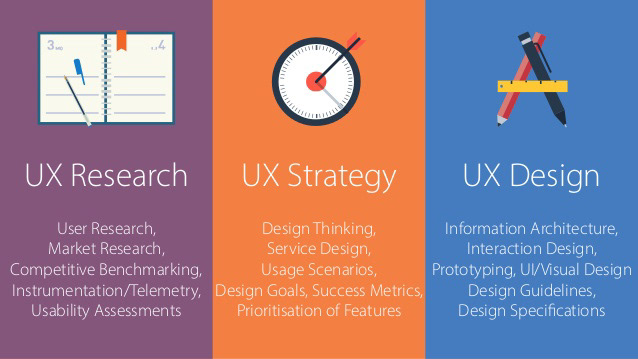 3
4
UX Research
User Research,
Market Research,
Competitive Benchmarking,
Instrumentation/Telemetry,
Usability Assessments
UX Strategy
Design Thinking,
Service Design,
Usage Scenarios,
Design Goals, Success Metrics,
Prioritisation of Features
UX Design
Information Architecture,
Interaction Design,
Prototyping, UI/Visual Design
Design Guidelines,
Design Specifications